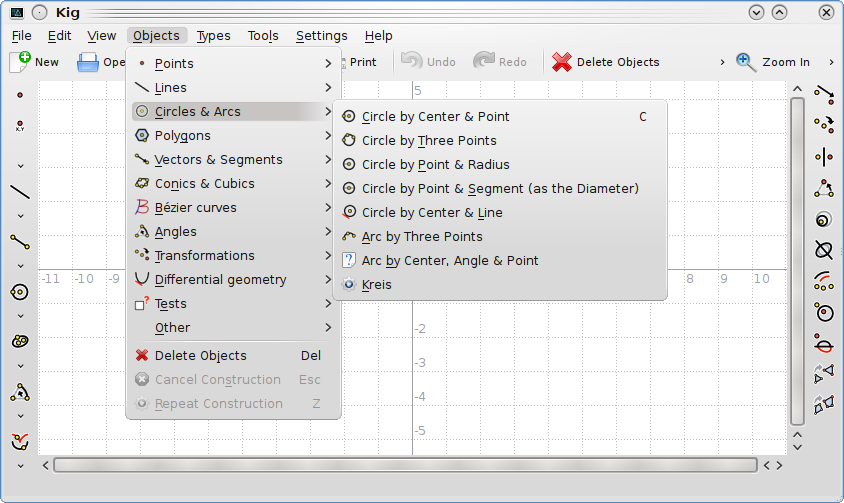 Kig
File Edit View Objects Types Tools Settings Help
New Ope Print Undo Redo Delete Objects Zoom In
X,Y
Points
Lines
Circles & Arcs
Polygons
Vectors & Segments
Conics & Cubics
Bézier curves
Angles
Transformations
Differential geometry
Tests
Other
Delete Objects Del
Cancel Construction Esc
Repeat Construction Z
Circle by Center & Point C
Circle by Three Points
Circle by Point & Radius
Circle by Point & Segment (as the Diameter)
Circle by Center & Line
Arc by Three Points
Arc by Center, Angle & Point
Kreis
5
-11 -10 -9 8 9 10
-2
-3
-4
-5